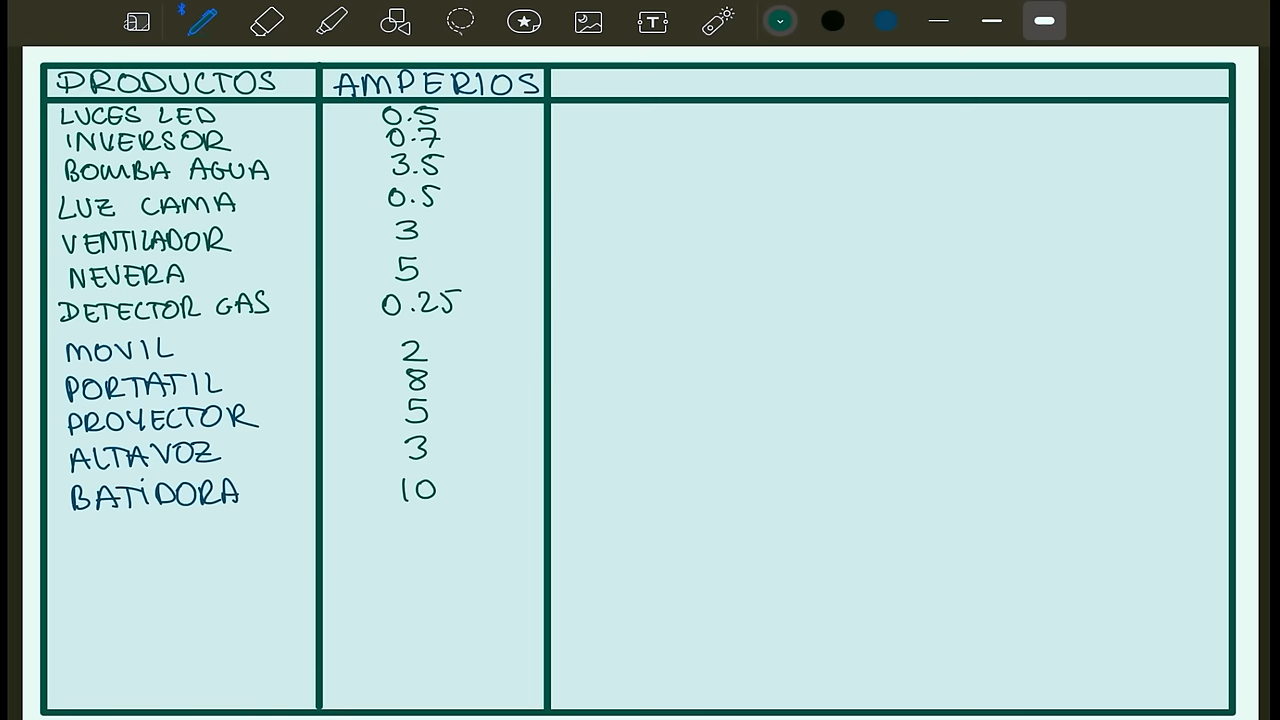 PRODUCTOS AMPERIOS
LUCES LED 0.5
INVERSOR 0.7
BOMBA AGUA 3.5
LUZ CAMA 0.5
VENTILADOR 3
NEVERA 5
DETECTOR GAS 0.25
MOVIL 2
PORTATIL 8
PROYECTOR 5
ALTAVOZ 3
BATIDORA 10